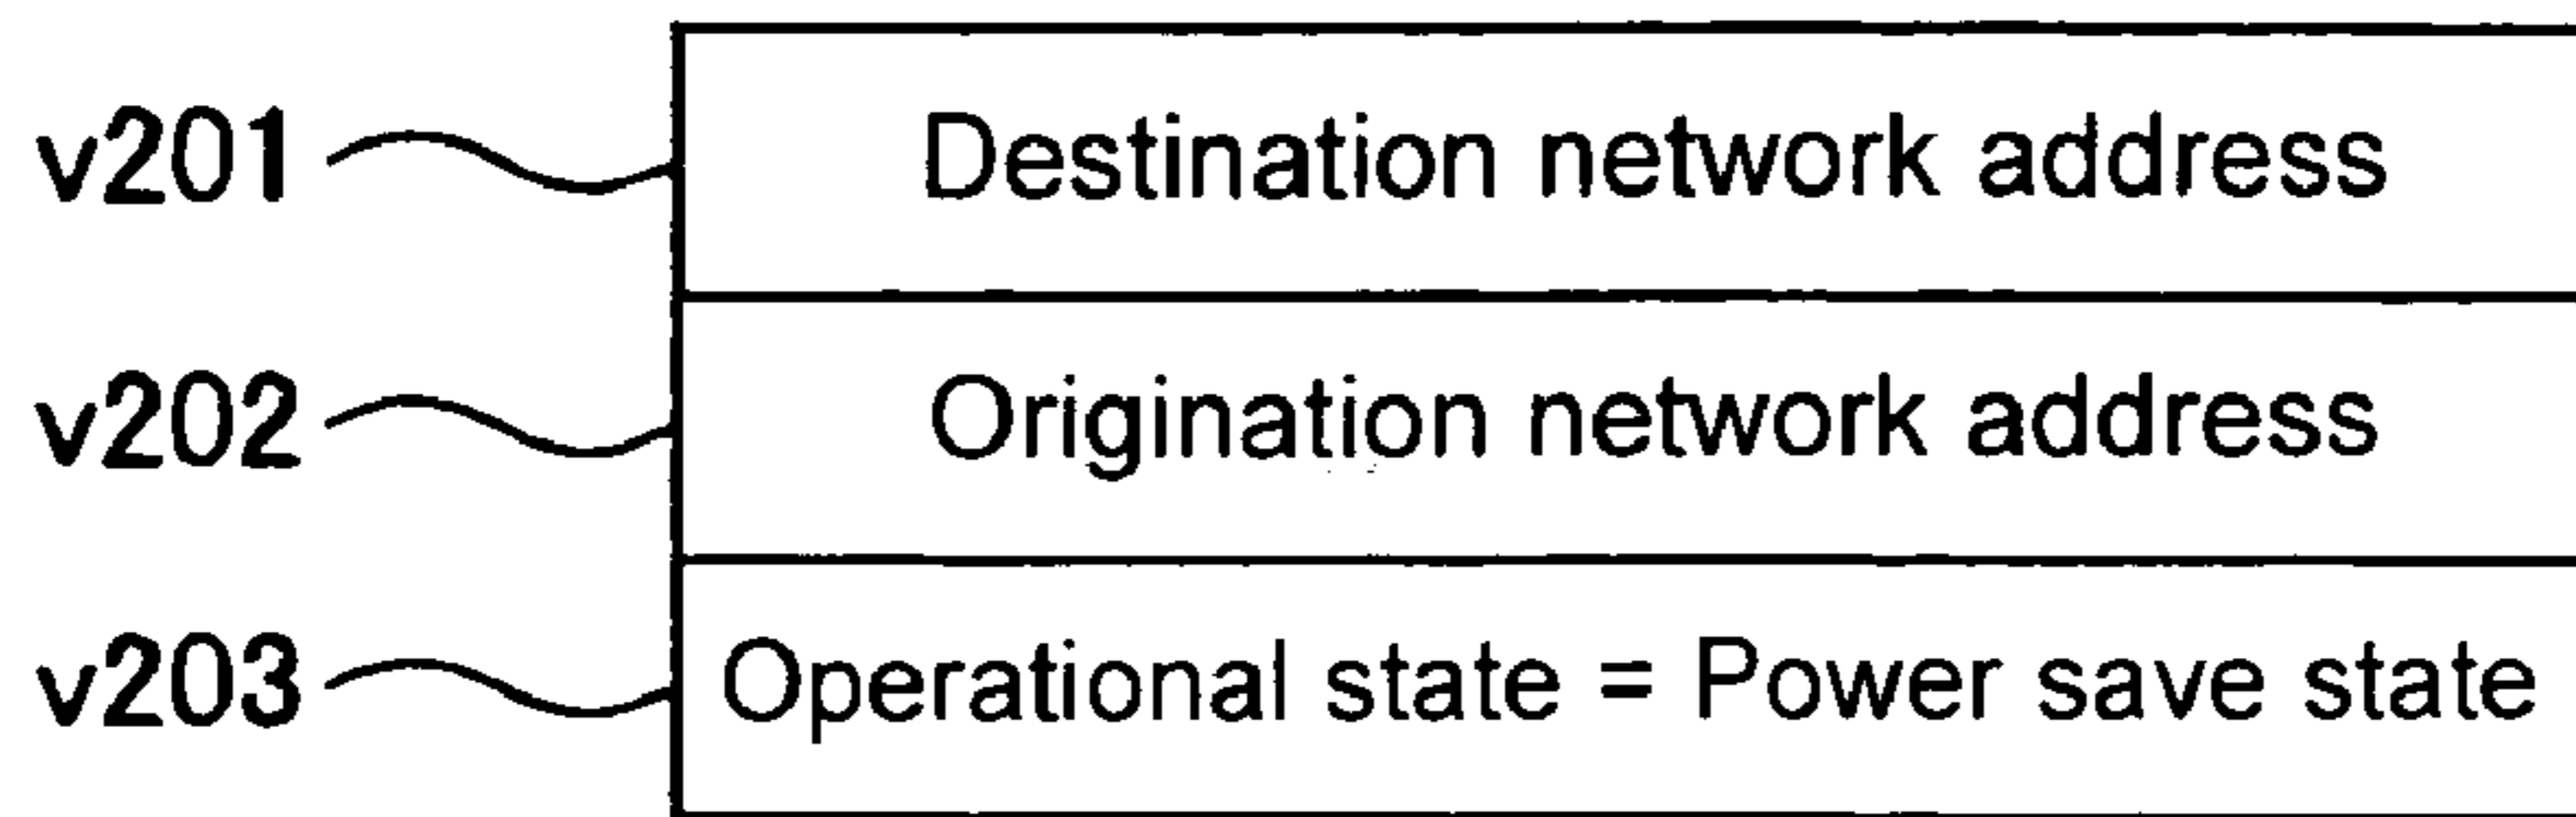 v201 Destination network address
v202 Origination network address
v203 Operational state = Power save state